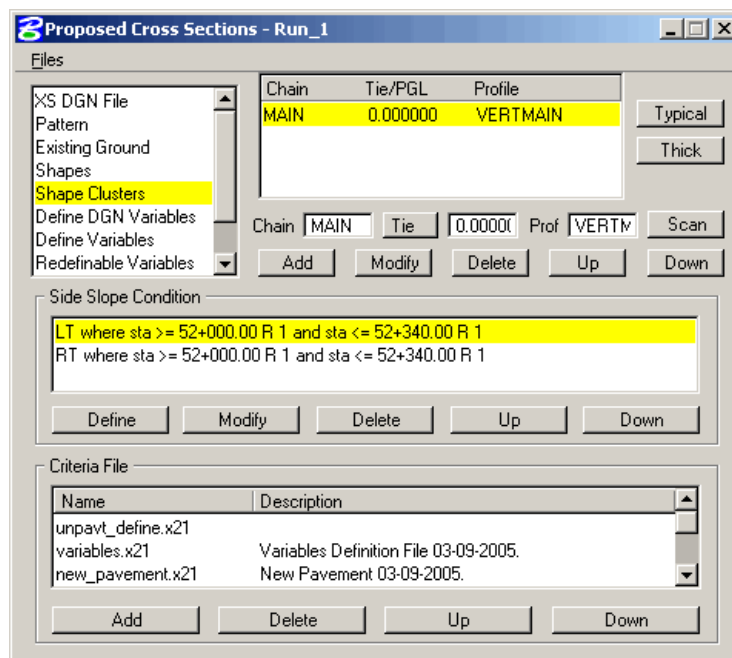 Proposed Cross Sections - Run_1
Files
XS DGN File
Pattern
Existing Ground
Shapes
Shape Clusters
Define DGN Variables
Define Variables
Redefinable Variables
Chain Tie/PGL Profile
MAIN 0.000000 VERTMAIN
Typical
Thick
Chain MAIN Tie 0.0000( Prof VERTM Scan
Add Modify Delete Up Down
Side Slope Condition
LT where sta >= 52+000.00 R 1 and sta <= 52+340.00 R 1
RT where sta >= 52+000.00 R 1 and sta <= 52+340.00 R 1
Define Modify Delete Up Down
Criteria File
Name Description
unpavt_define.x21
variables.x21 Variables Definition File 03-09-2005.
new_pavement.x21 New Pavement 03-09-2005.
Add Delete Up Down